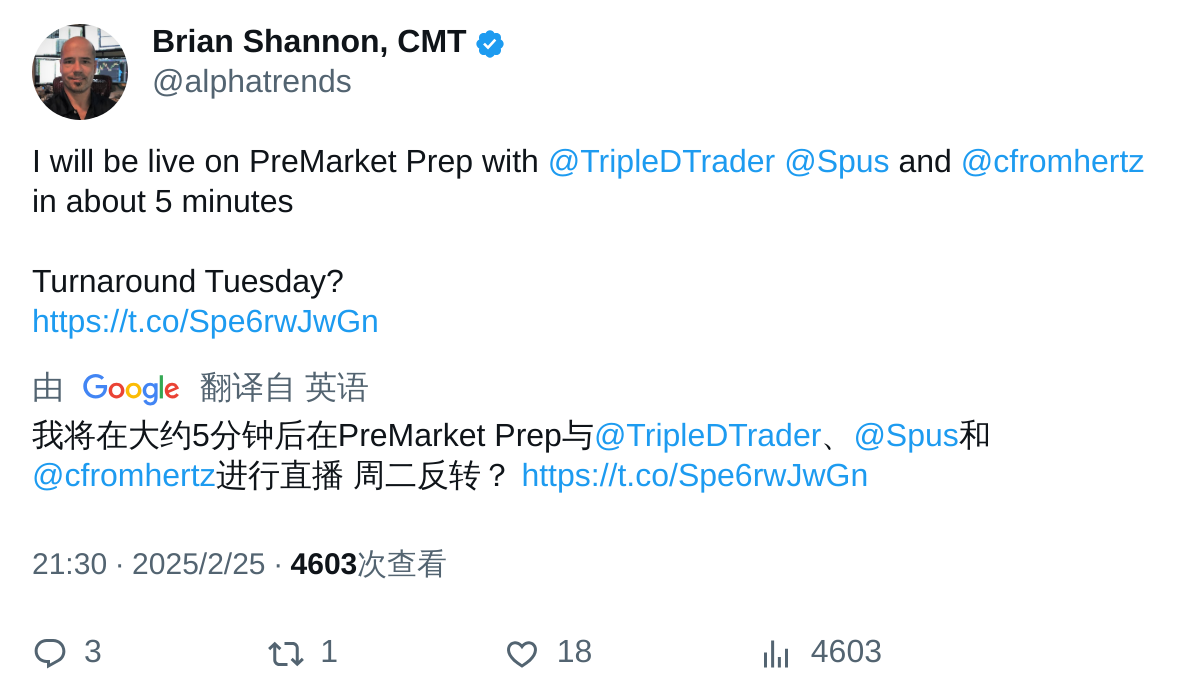 Brian Shannon, CMT
@alphatrends
I will be live on PreMarket Prep with @TripleDTrader @Spus and @cfromhertz
in about 5 minutes
Turnaround Tuesday?
https://t.co/Spe6rwJwGn
由 Google 翻译自 英语
我将在大约5分钟后在PreMarket Prep与@TripleDTrader、@Spus和
@cfromhertz进行直播 周二反转？ https://t.co/Spe6rwJwGn
21:30 · 2025/2/25 · 4603次查看
3 1 18 4603